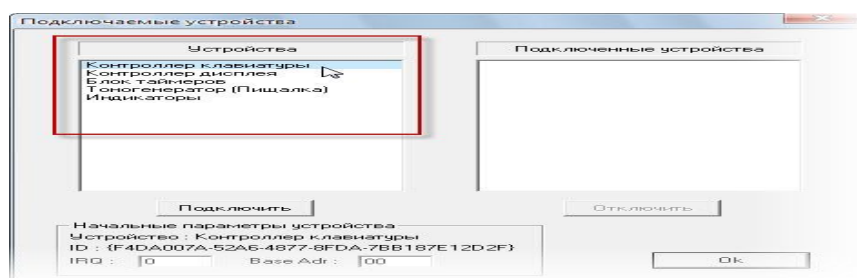 Подключаемые устройства
Устройства
Контроллер клавиатуры
Контроллер дисплея
Блок таймеров
Тоногенератор (Пищалка)
Индикаторы
Подключить
Подключенные устройства
Отключить
Начальные параметры устройства
Устройство : Контроллер клавиатуры
ID : {F4DA007A-52A6-4877-8FDA-7BB187E12D2F}
IRQ : 0 Base Adr : 00
Ok